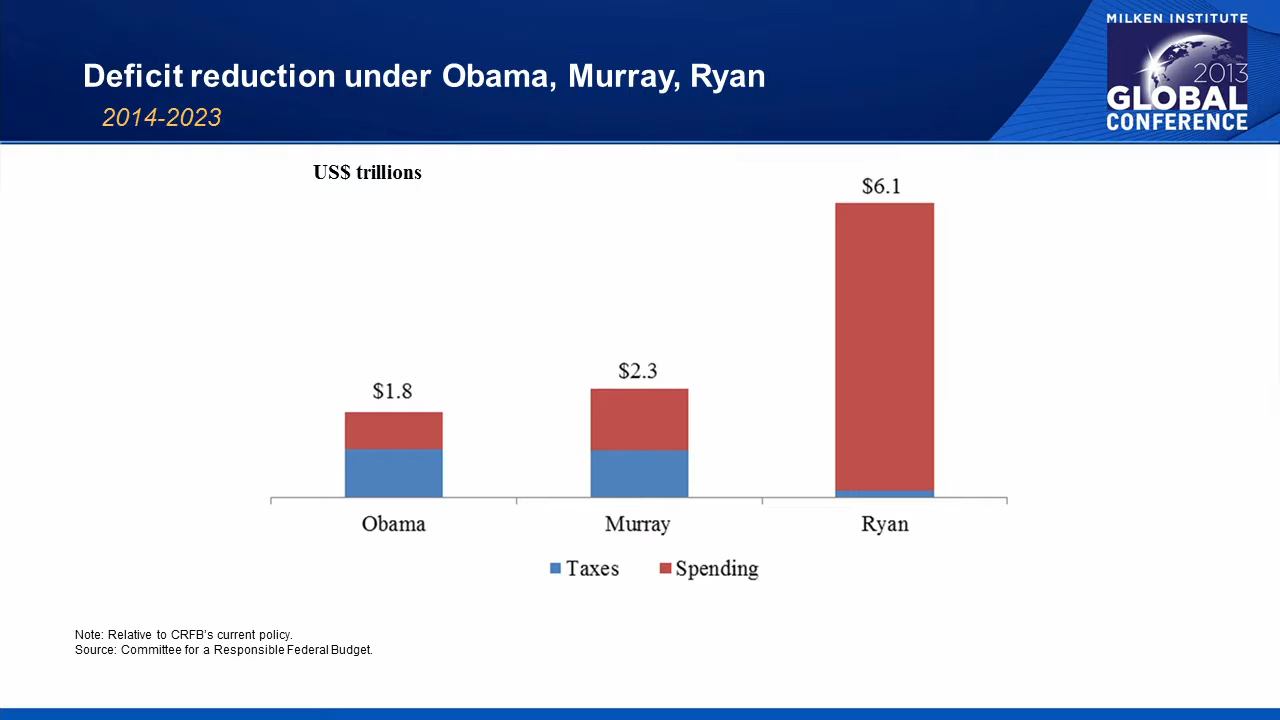 MILKEN INSTITUTE
2013
GLOBAL
CONFERENCE
Deficit reduction under Obama, Murray, Ryan
2014-2023
US$ trillions
$6.1
$2.3
$1.8
Obama Murray Ryan
Taxes Spending
Note: Relative to CRFB's current policy.
Source: Committee for a Responsible Federal Budget.